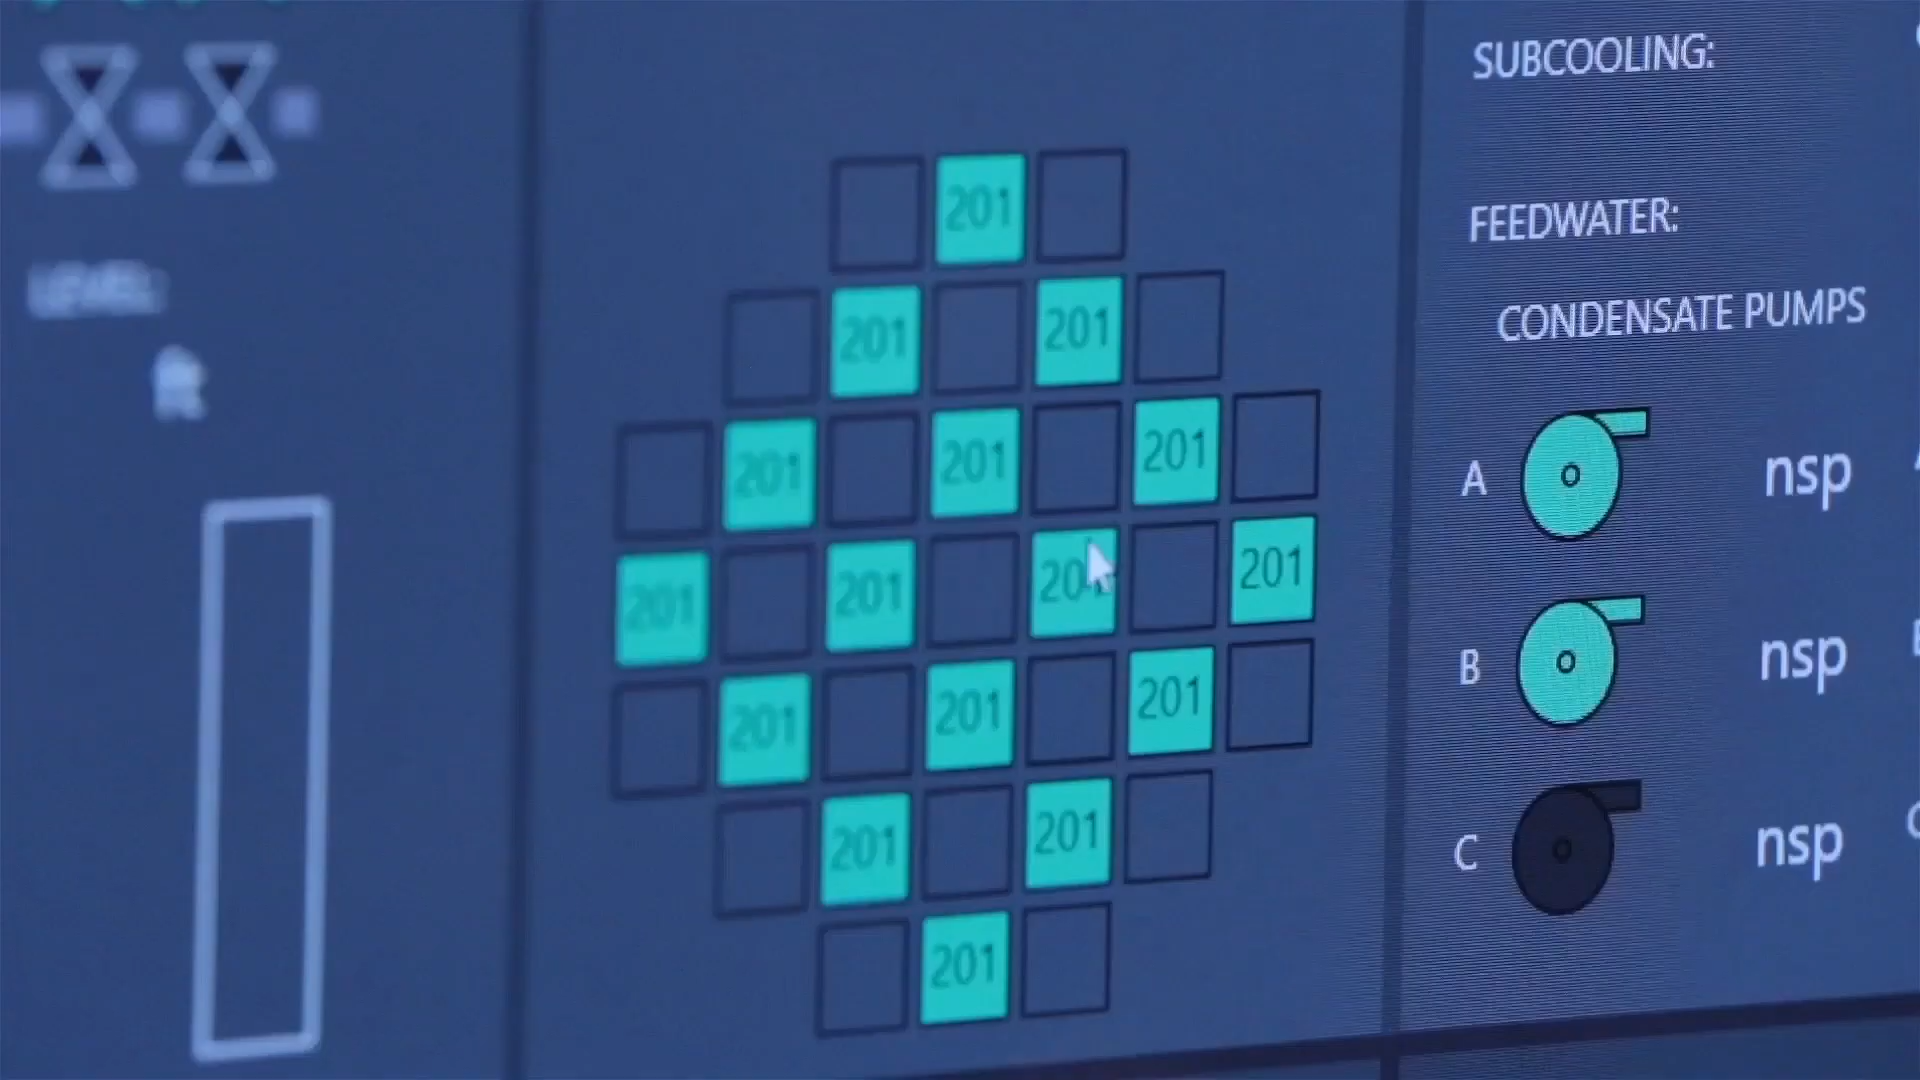 SUBCOOLING:
FEEDWATER:
CONDENSATE PUMPS
LEVEL:
201
201 201
201 201 201
201 201 201 201
201 201 201
201 201
201
A nsp
B nsp
C nsp